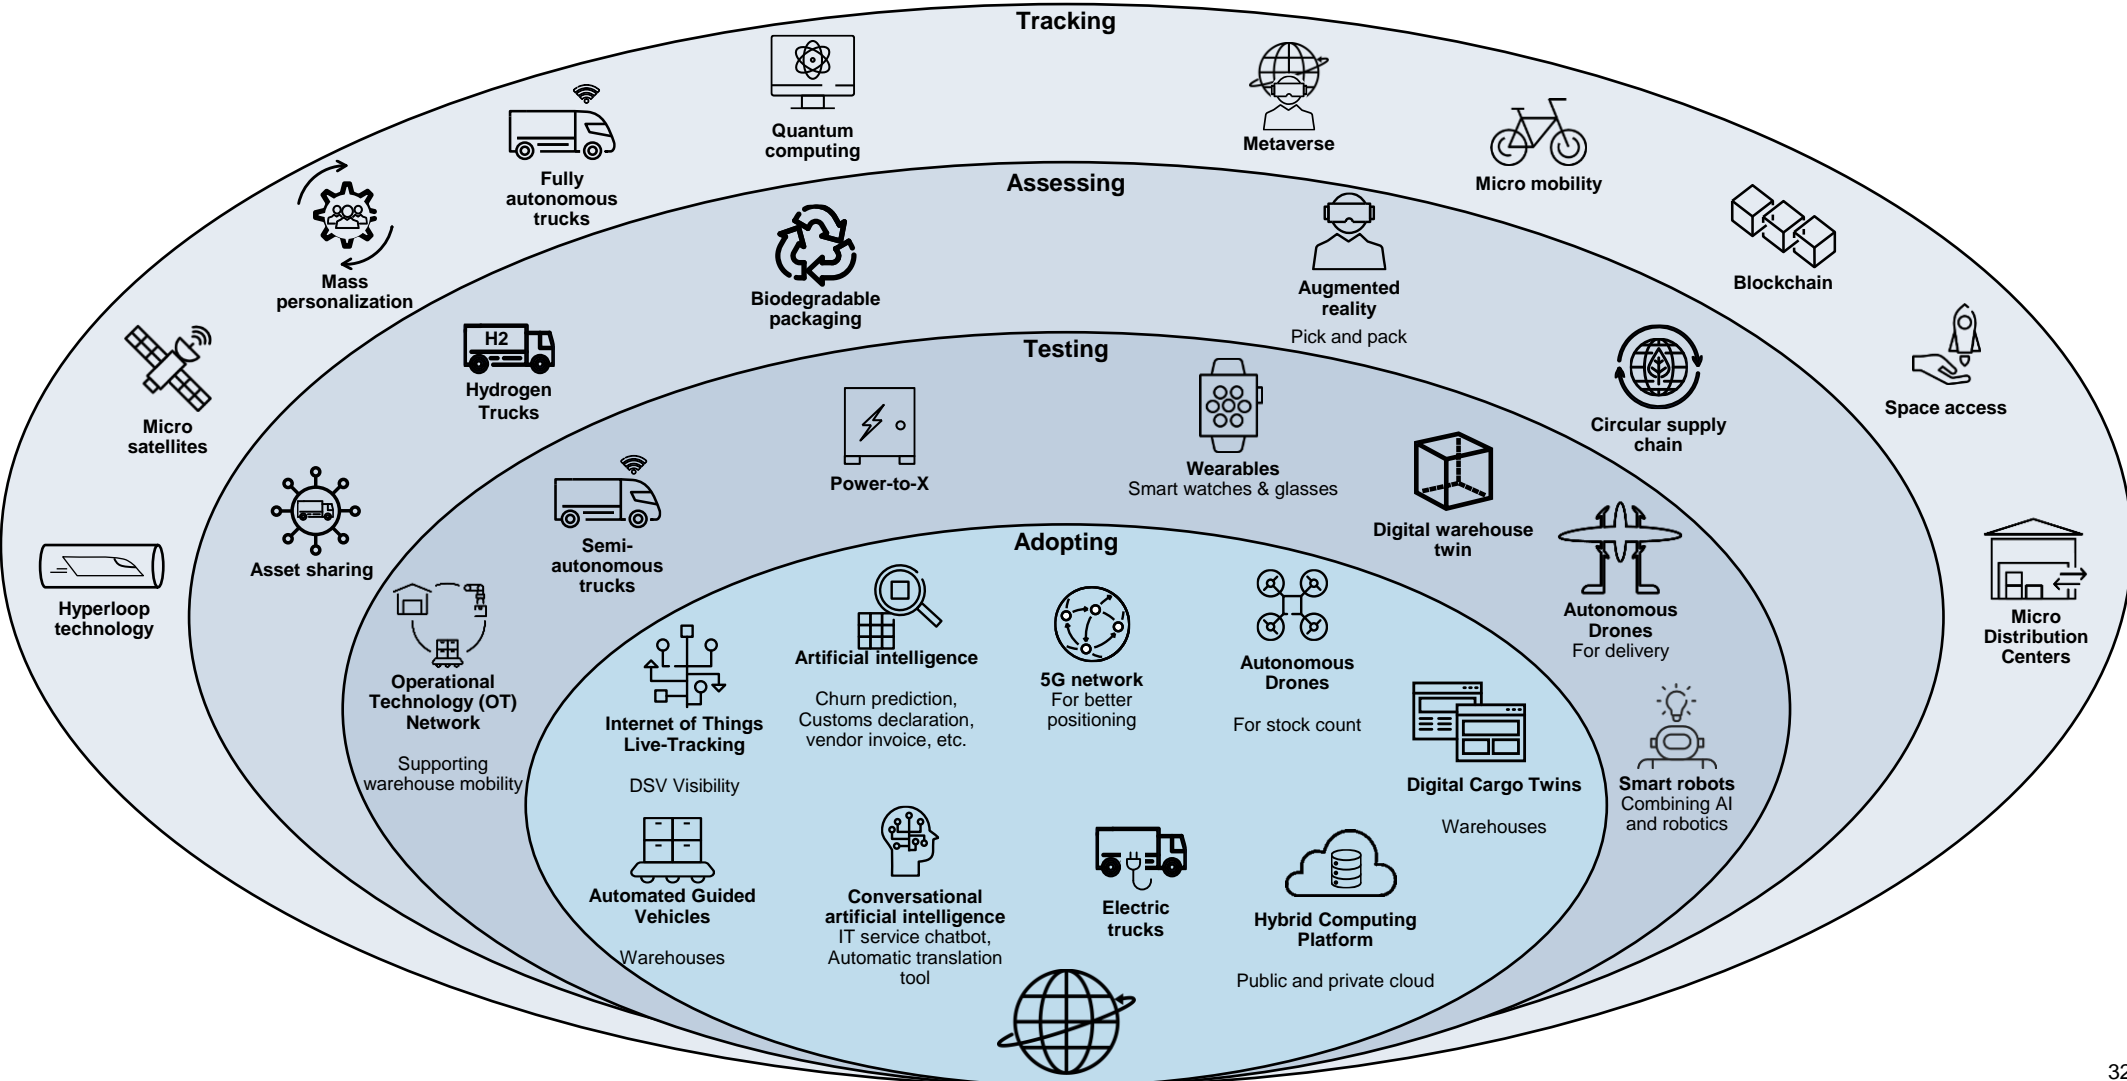 Tracking
Quantum
computing
Metaverse
Fully
autonomous
trucks
Micro mobility
Mass
personalization
Blockchain
Micro
satellites
Space access
Hyperloop
technology
Micro
Distribution
Centers
Assessing
Biodegradable
packaging
Augmented
reality
Pick and pack
H2
Hydrogen
Trucks
Circular supply
chain
Asset sharing
Testing
Power-to-X
Wearables
Smart watches & glasses
Semi-
autonomous
trucks
Digital warehouse
twin
Autonomous
Drones
For delivery
Operational
Technology (OT)
Network
Supporting
warehouse mobility
Smart robots
Combining AI
and robotics
Adopting
Artificial intelligence
Churn prediction,
Customs declaration,
vendor invoice, etc.
5G network
For better
positioning
Autonomous
Drones
For stock count
Internet of Things
Live-Tracking
DSV Visibility
Digital Cargo Twins
Warehouses
Automated Guided
Vehicles
Warehouses
Conversational
artificial intelligence
IT service chatbot,
Automatic translation
tool
Electric
trucks
Hybrid Computing
Platform
Public and private cloud
32